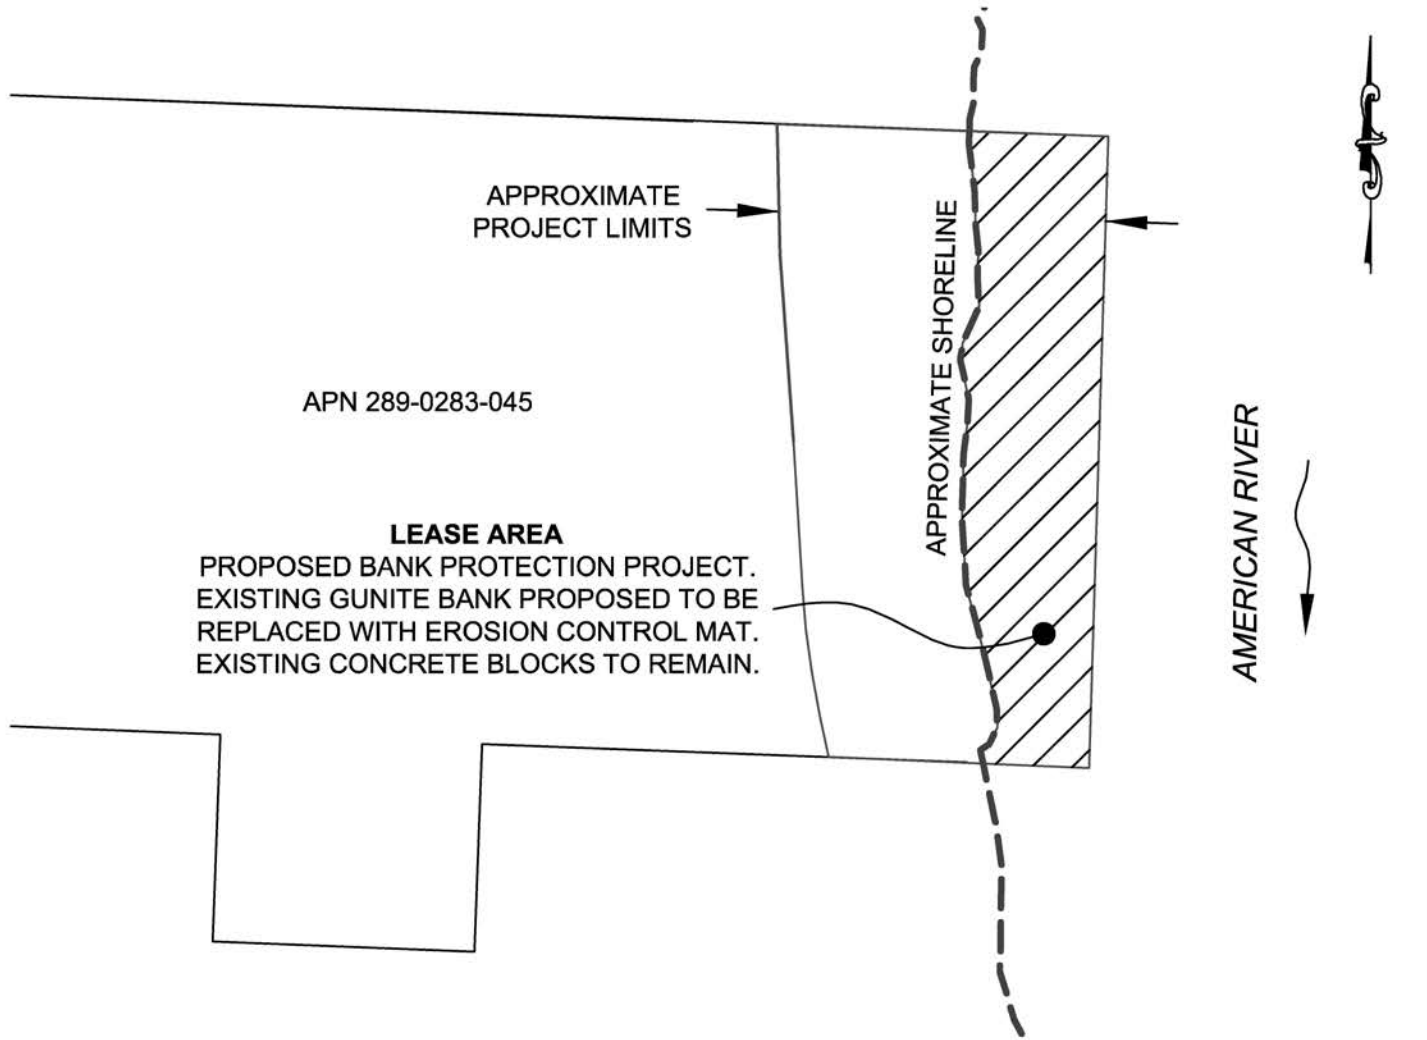 APPROXIMATE
PROJECT LIMITS
APPROXIMATE SHORELINE
APN 289-0283-045
AMERICAN RIVER
LEASE AREA
PROPOSED BANK PROTECTION PROJECT.
EXISTING GUNITE BANK PROPOSED TO BE
REPLACED WITH EROSION CONTROL MAT.
EXISTING CONCRETE BLOCKS TO REMAIN.